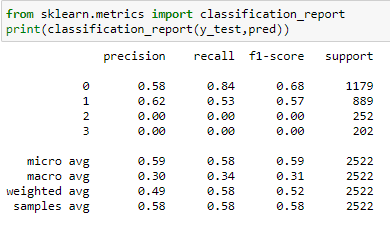 from sklearn.metrics import classification_report
print(classification_report(y_test,pred))
precision recall f1-score support
0 0.58 0.84 0.68 1179
1 0.62 0.53 0.57 889
2 0.00 0.00 0.00 252
3 0.00 0.00 0.00 202
micro avg 0.59 0.58 0.59 2522
macro avg 0.30 0.34 0.31 2522
weighted avg 0.49 0.58 0.52 2522
samples avg 0.58 0.58 0.58 2522